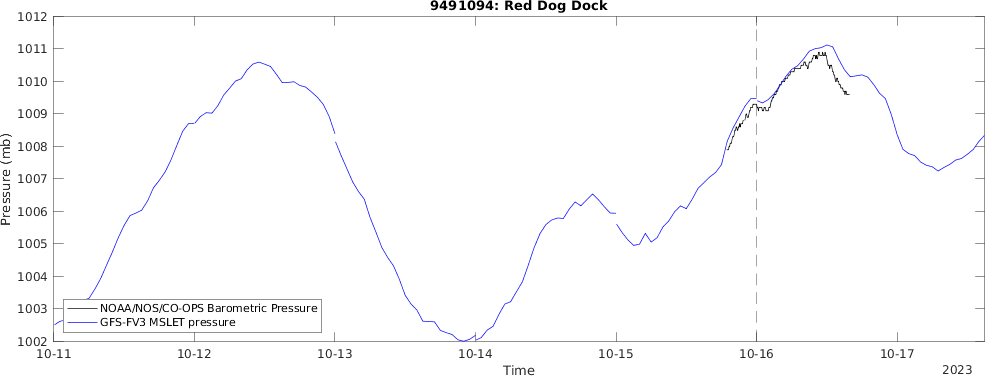 9491094: Red Dog Dock
1012
1011
1010
1009
1008
1007
1006
1005
1004
1003
1002
Pressure (mb)
NOAA/NOS/CO-OPS Barometric Pressure
GFS-FV3 MSLET pressure
10-11 10-12 10-13 10-14 10-15 10-16 10-17
Time
2023